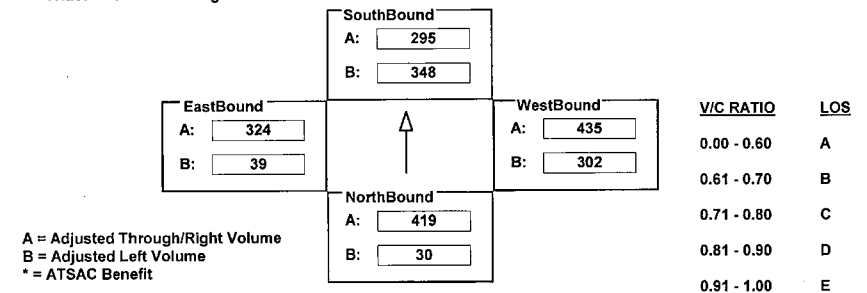 SouthBound
A: 295
B: 348
EastBound
A: 324
B: 39
WestBound
A: 435
B: 302
NorthBound
A: 419
B: 30
A = Adjusted Through/Right Volume
B = Adjusted Left Volume
* = ATSAC Benefit
V/C RATIO LOS
0.00 - 0.60 A
0.61 - 0.70 B
0.71 - 0.80 C
0.81 - 0.90 D
0.91 - 1.00 E